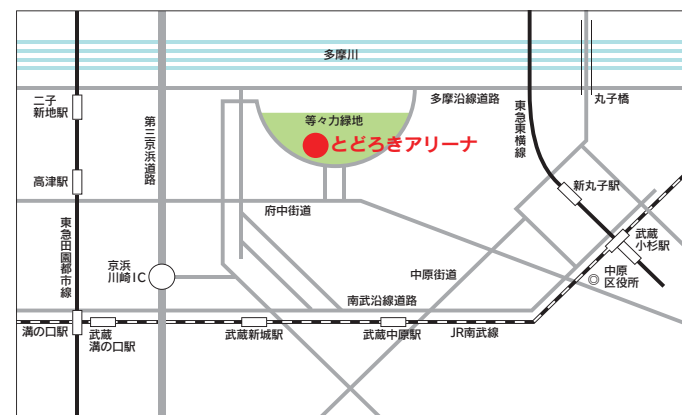 多摩川
二子
新地駅
第三京浜道路
等々力緑地
多摩沿線道路
東急東横線
丸子橋
とどろきアリーナ
高津駅
新丸子駅
府中街道
東急田園都市線
武蔵
小杉駅
京浜
川崎IC
中原街道
中原
区役所
南武沿線道路
溝の口駅
武蔵
溝の口駅
武蔵新城駅
武蔵中原駅
JR南武線